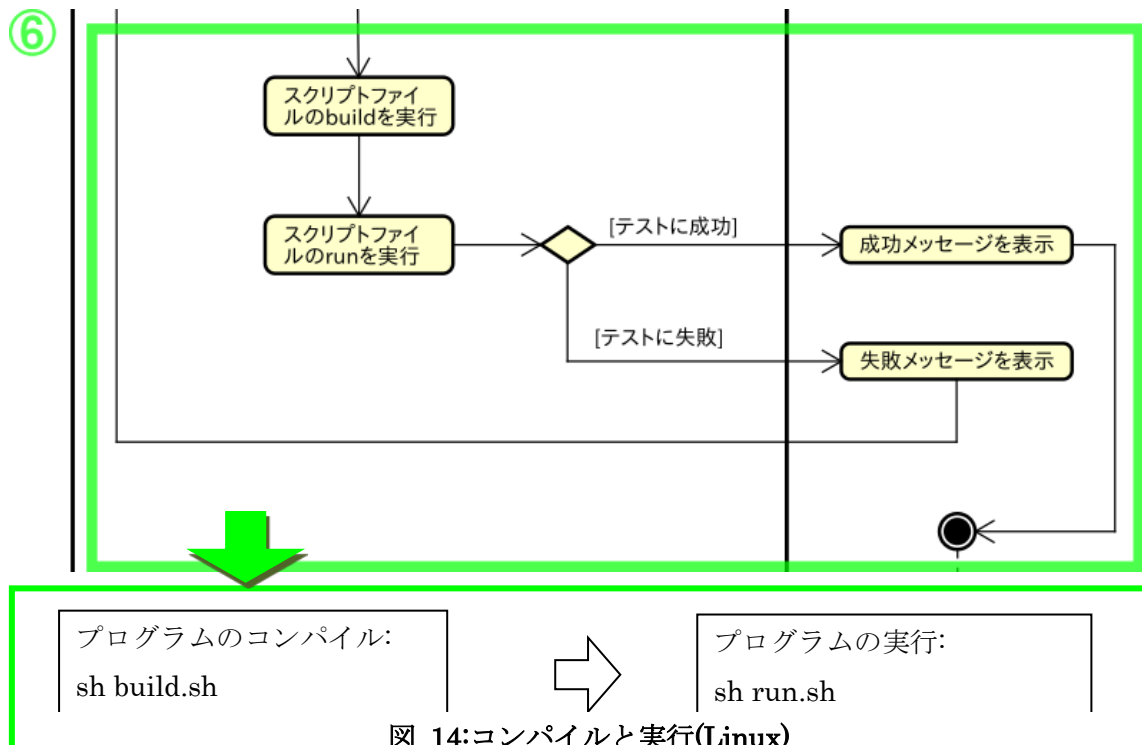 ⑥
スクリプトファイ
ルのbuildを実行
スクリプトファイ
ルのrunを実行
[テストに成功]
成功メッセージを表示
[テストに失敗]
失敗メッセージを表示
プログラムのコンパイル:
sh build.sh
プログラムの実行:
sh run.sh
図 14:コンパイルと実行(Linux)